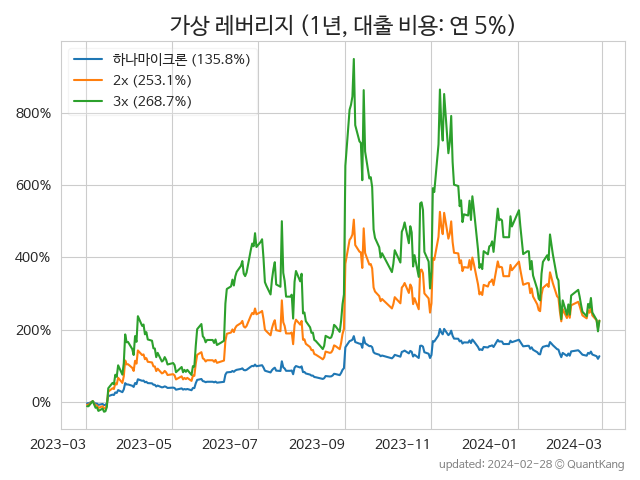 가상 레버리지 (1년, 대출 비용: 연 5%)
하나마이크론 (135.8%)
2x (253.1%)
3x (268.7%)
800%
600%
400%
200%
0%
2023-03 2023-05 2023-07 2023-09 2023-11 2024-01 2024-03
updated: 2024-02-28 © QuantKang